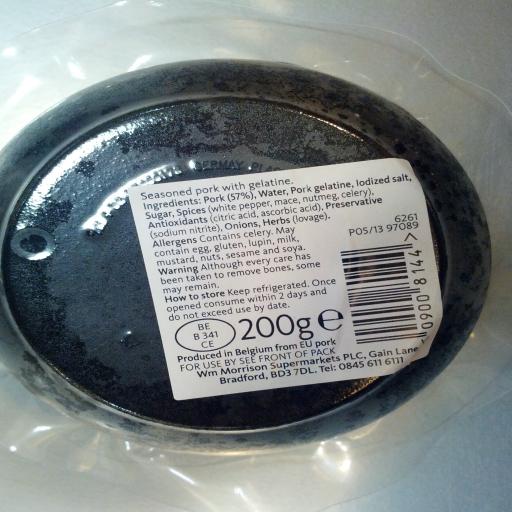 Seasoned pork with gelatine.
Ingredients: Pork (57%), Water, Pork gelatine, Iodized salt,
Sugar, Spices (white pepper, mace, nutmeg, celery),
Antioxidants (citric acid, ascorbic acid), Preservative
(sodium nitrite), Onions, Herbs (lovage).
Allergens Contains celery. May
contain egg, gluten, lupin, milk,
mustard, nuts, sesame and soya.
Warning Although every care has
been taken to remove bones, some
may remain.
How to store Keep refrigerated. Once
opened consume within 2 days and
do not exceed use by date.
6261
P05/13 97089
BE
B 341
CE
200g e
0900 8144 >
Produced in Belgium from EU pork
FOR USE BY SEE FRONT OF PACK
Wm Morrison Supermarkets PLC, Gain Lane
Bradford, BD3 7DL. Tel: 0845 611 6111